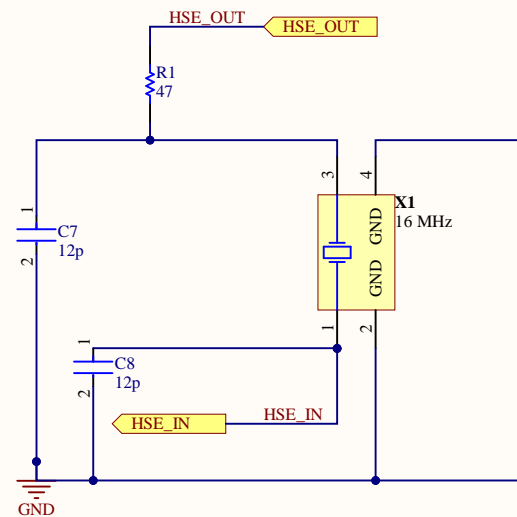 HSE_OUT
HSE_OUT
R1
47
3
4
X1
16 MHz
GND
GND
1
C7
12p
2
1
2
1
C8
12p
2
HSE_IN
HSE_IN
GND